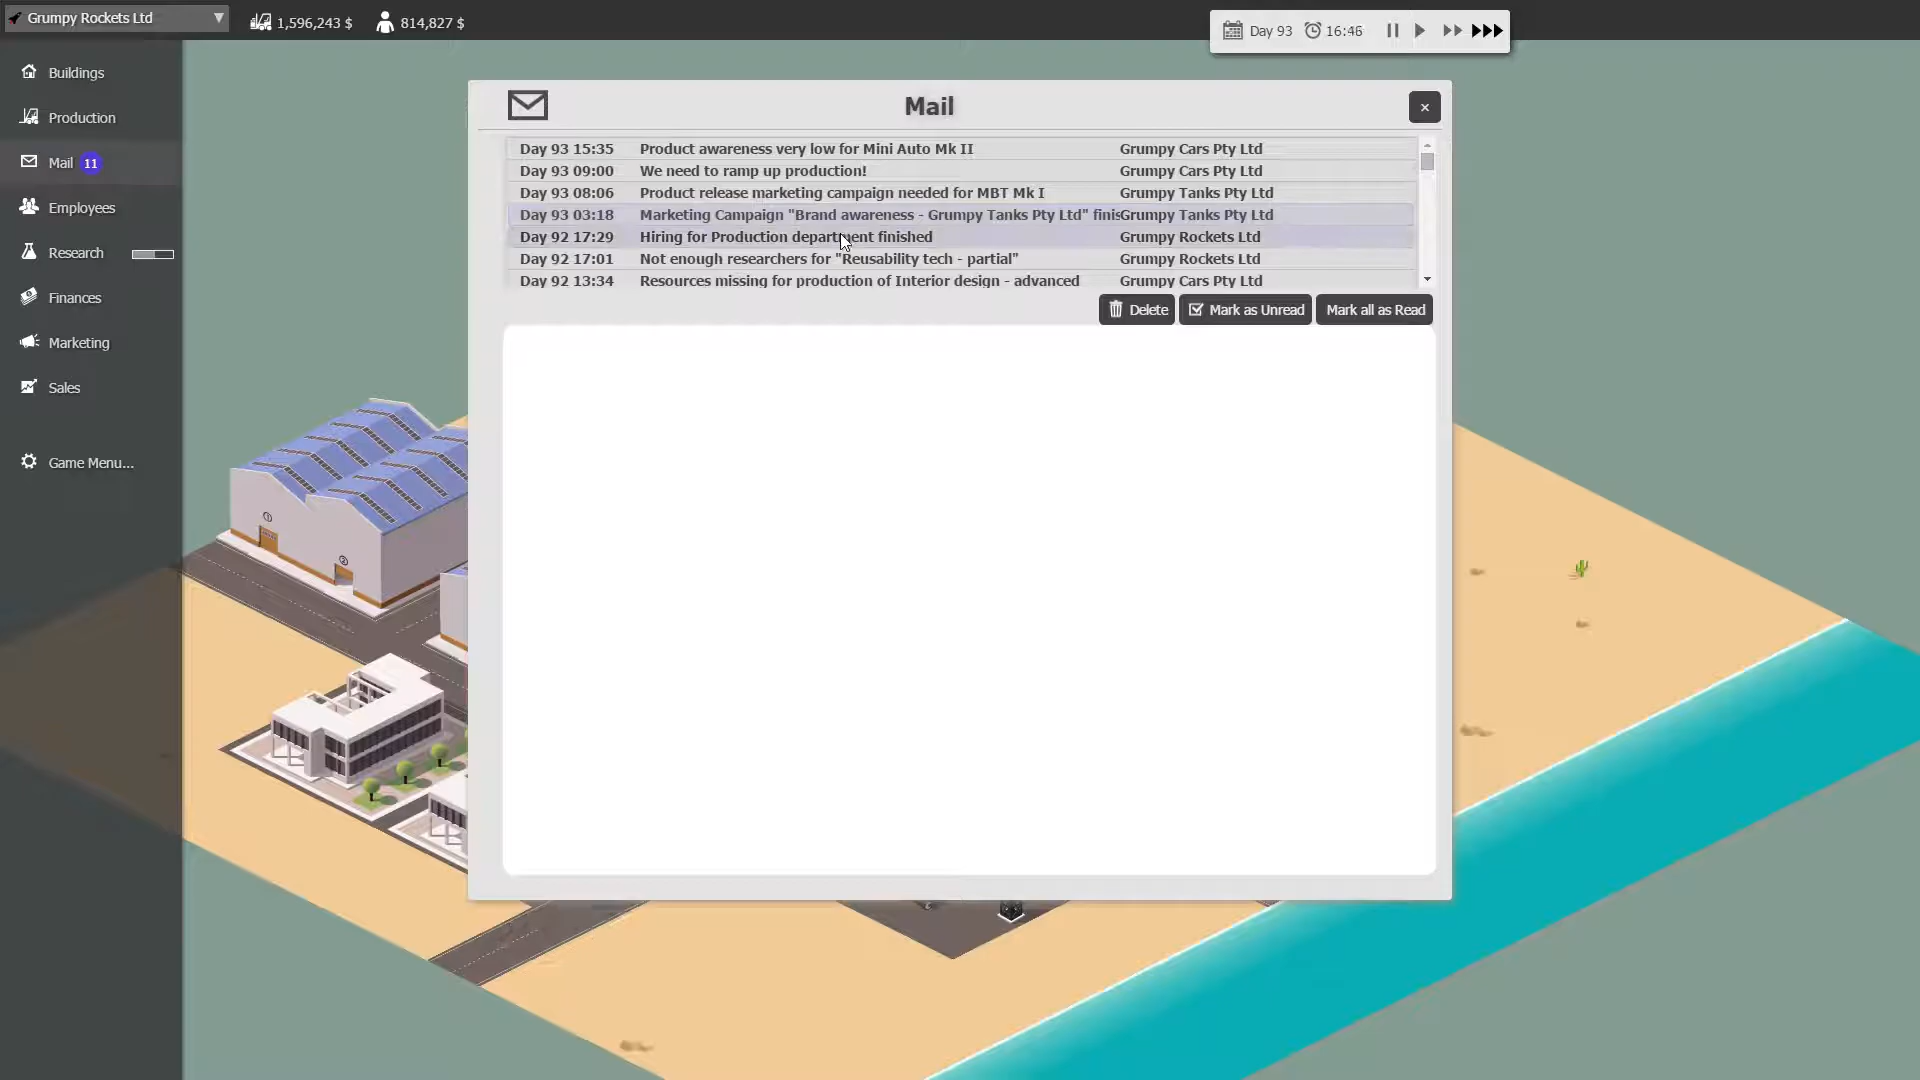 Grumpy Rockets Ltd
1,596,243 $
814,827 $
Day 93
16:46
Buildings
Production
Mail 11
Employees
Research
Finances
Marketing
Sales
Game Menu...
Mail
Day 93 15:35 Product awareness very low for Mini Auto Mk II Grumpy Cars Pty Ltd
Day 93 09:00 We need to ramp up production! Grumpy Cars Pty Ltd
Day 93 08:06 Product release marketing campaign needed for MBT Mk I Grumpy Tanks Pty Ltd
Day 93 03:18 Marketing Campaign "Brand awareness - Grumpy Tanks Pty Ltd" finis Grumpy Tanks Pty Ltd
Day 92 17:29 Hiring for Production department finished Grumpy Rockets Ltd
Day 92 17:01 Not enough researchers for "Reusability tech - partial" Grumpy Rockets Ltd
Day 92 13:34 Resources missing for production of Interior design - advanced Grumpy Cars Pty Ltd
Delete
Mark as Unread
Mark all as Read
1
2